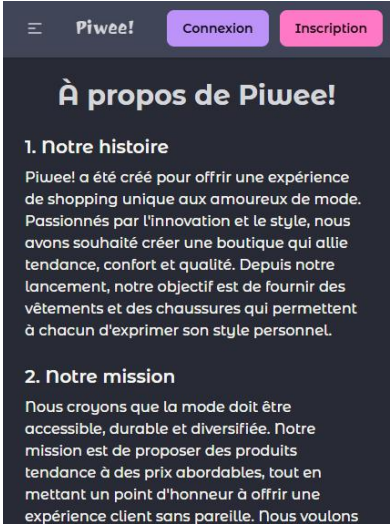 Piwee! Connexion Inscription
À propos de Piwee!
1. Notre histoire
Piwee! a été créé pour offrir une expérience
de shopping unique aux amoureux de mode.
Passionnés par l'innovation et le style, nous
avons souhaité créer une boutique qui allie
tendance, confort et qualité. Depuis notre
lancement, notre objectif est de fournir des
vêtements et des chaussures qui permettent
à chacun d'exprimer son style personnel.
2. Notre mission
Nous croyons que la mode doit être
accessible, durable et diversifiée. Notre
mission est de proposer des produits
tendance à des prix abordables, tout en
mettant un point d'honneur à offrir une
expérience client sans pareille. Nous voulons